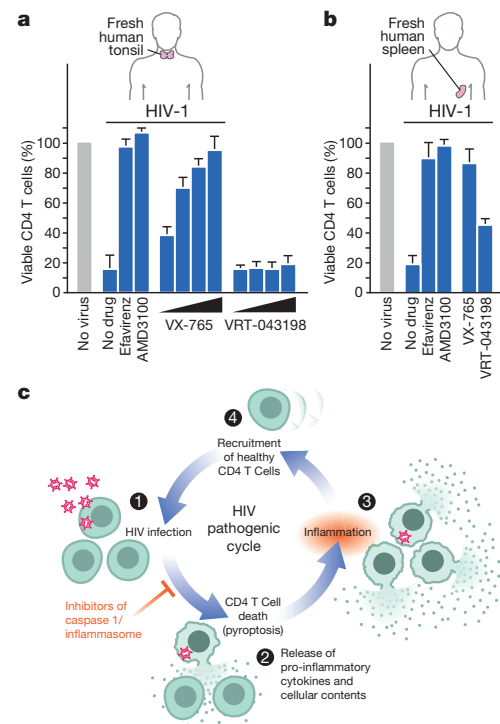 a
Fresh
human
tonsil
HIV-1
Viable CD4 T cells (%)
100
80
60
40
20
0
No virus
No drug
Efavirenz
AMD3100
VX-765
VRT-043198
b
Fresh
human
spleen
HIV-1
Viable CD4 T cells (%)
100
80
60
40
20
0
No virus
No drug
Efavirenz
AMD3100
VX-765
VRT-043198
c
4
Recruitment
of healthy
CD4 T Cells
1
HIV infection
HIV
pathogenic
cycle
3
Inflammation
Inhibitors of
caspase 1/
inflammasome
CD4 T Cell
death
(pyroptosis)
2
Release of
pro-inflammatory
cytokines and
cellular contents